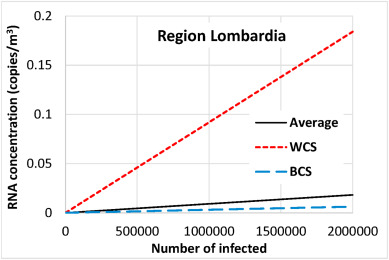 Region Lombardia
RNA concentration (copies/m³)
0.2
0.15
0.1
0.05
0
Average
WCS
BCS
0 500000 1000000 1500000 2000000
Number of infected